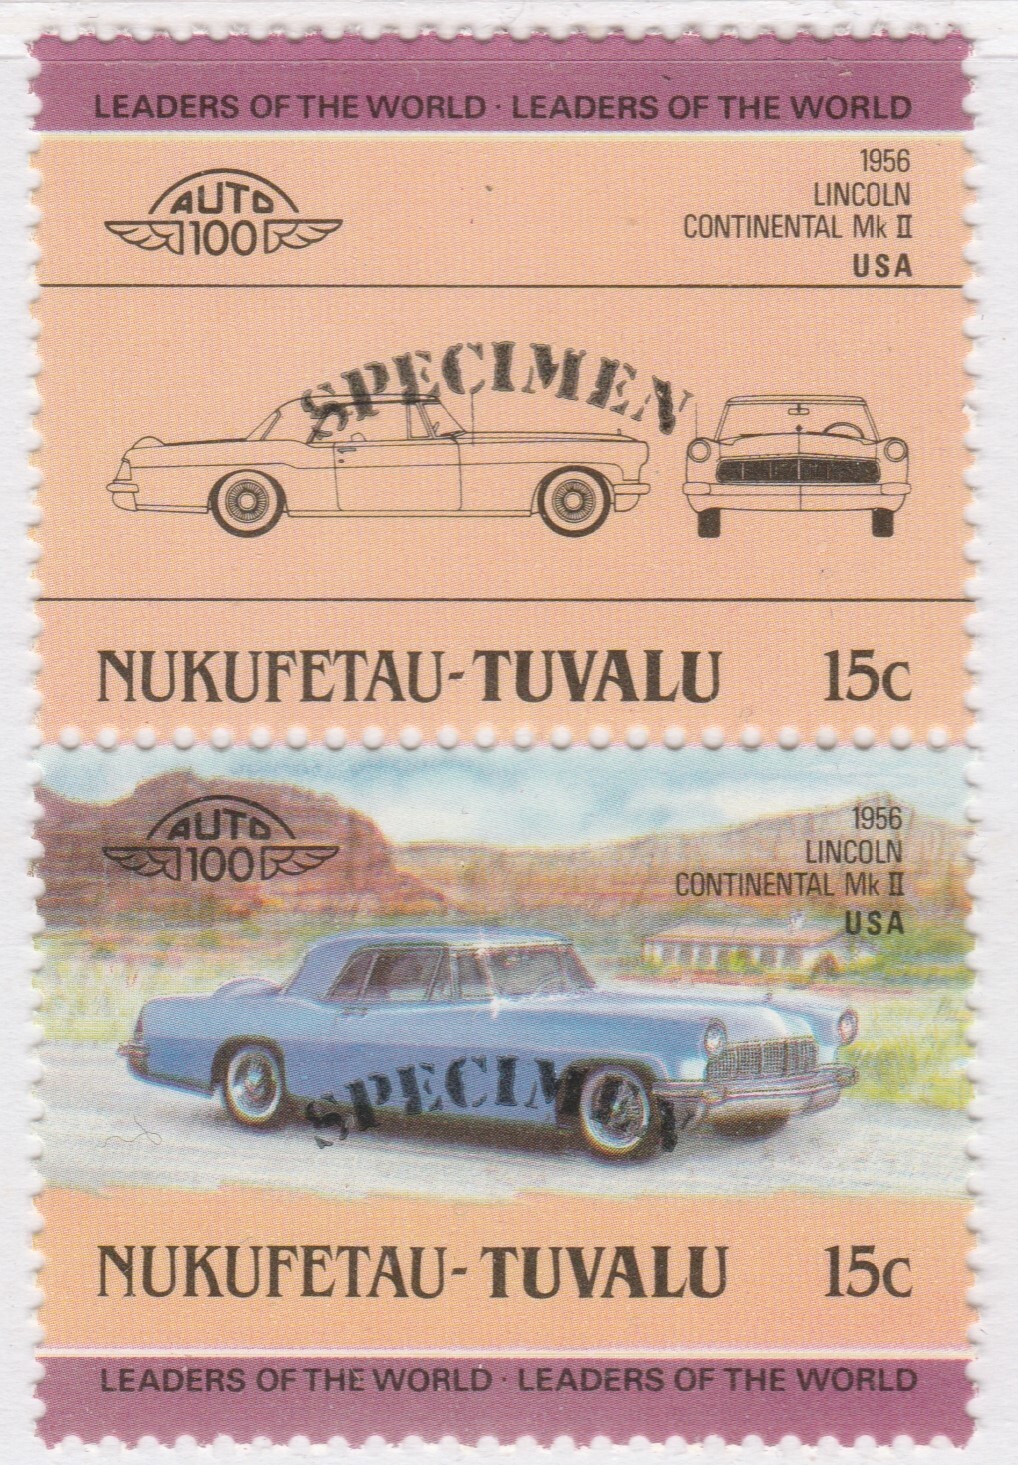 LEADERS OF THE WORLD · LEADERS OF THE WORLD
AUTO
100
1956
LINCOLN
CONTINENTAL Mk II
USA
SPECIMEN
NUKUFETAU-TUVALU 15c
AUTO
100
1956
LINCOLN
CONTINENTAL Mk II
USA
SPECIMEN
NUKUFETAU-TUVALU 15c
LEADERS OF THE WORLD · LEADERS OF THE WORLD